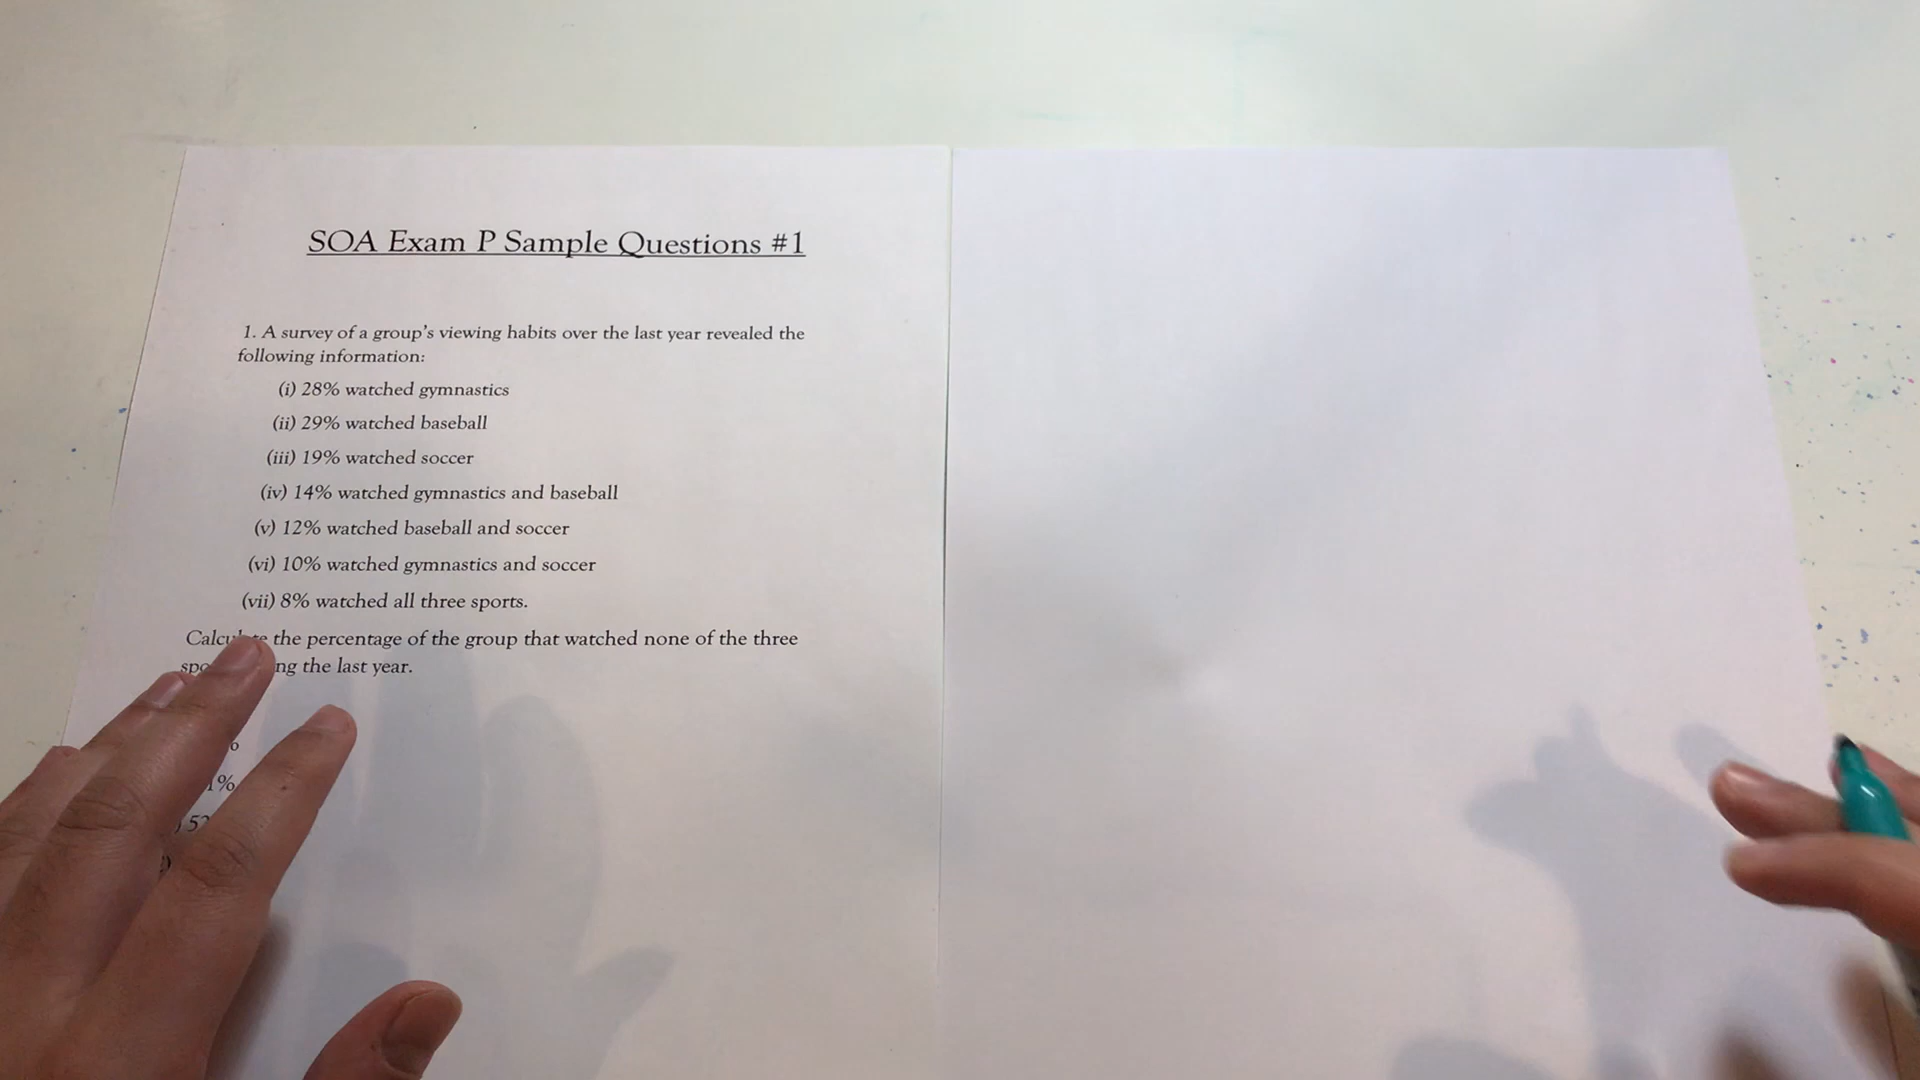 SOA Exam P Sample Questions #1
1. A survey of a group's viewing habits over the last year revealed the
following information:
(i) 28% watched gymnastics
(ii) 29% watched baseball
(iii) 19% watched soccer
(iv) 14% watched gymnastics and baseball
(v) 12% watched baseball and soccer
(vi) 10% watched gymnastics and soccer
(vii) 8% watched all three sports.
the percentage of the group that watched none of the three
the last year.